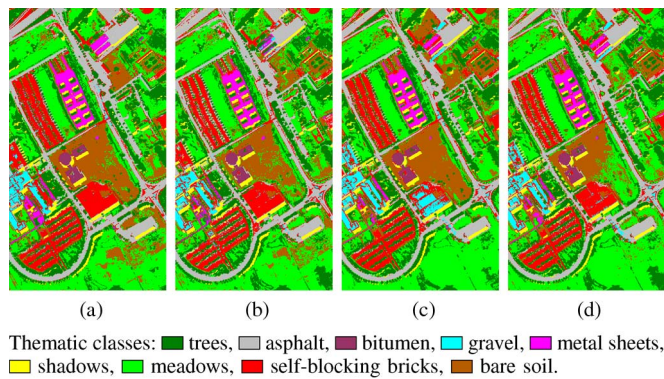 (a) (b) (c) (d)
Thematic classes: trees, asphalt, bitumen, gravel, metal sheets,
shadows, meadows, self-blocking bricks, bare soil.